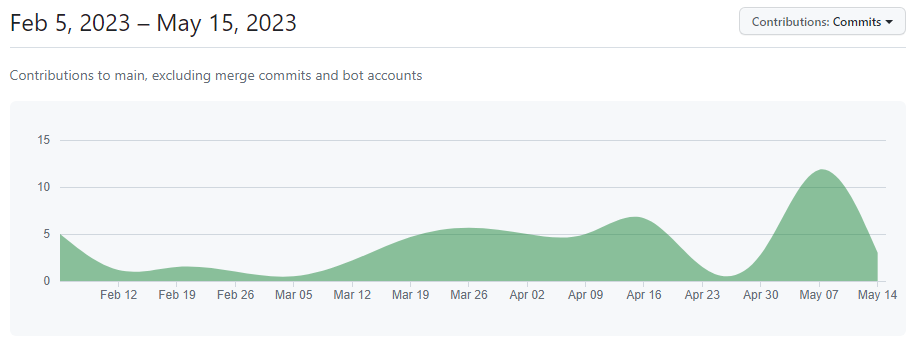 Feb 5, 2023 – May 15, 2023
Contributions: Commits
Contributions to main, excluding merge commits and bot accounts
15
10
5
0
Feb 12 Feb 19 Feb 26 Mar 05 Mar 12 Mar 19 Mar 26 Apr 02 Apr 09 Apr 16 Apr 23 Apr 30 May 07 May 14